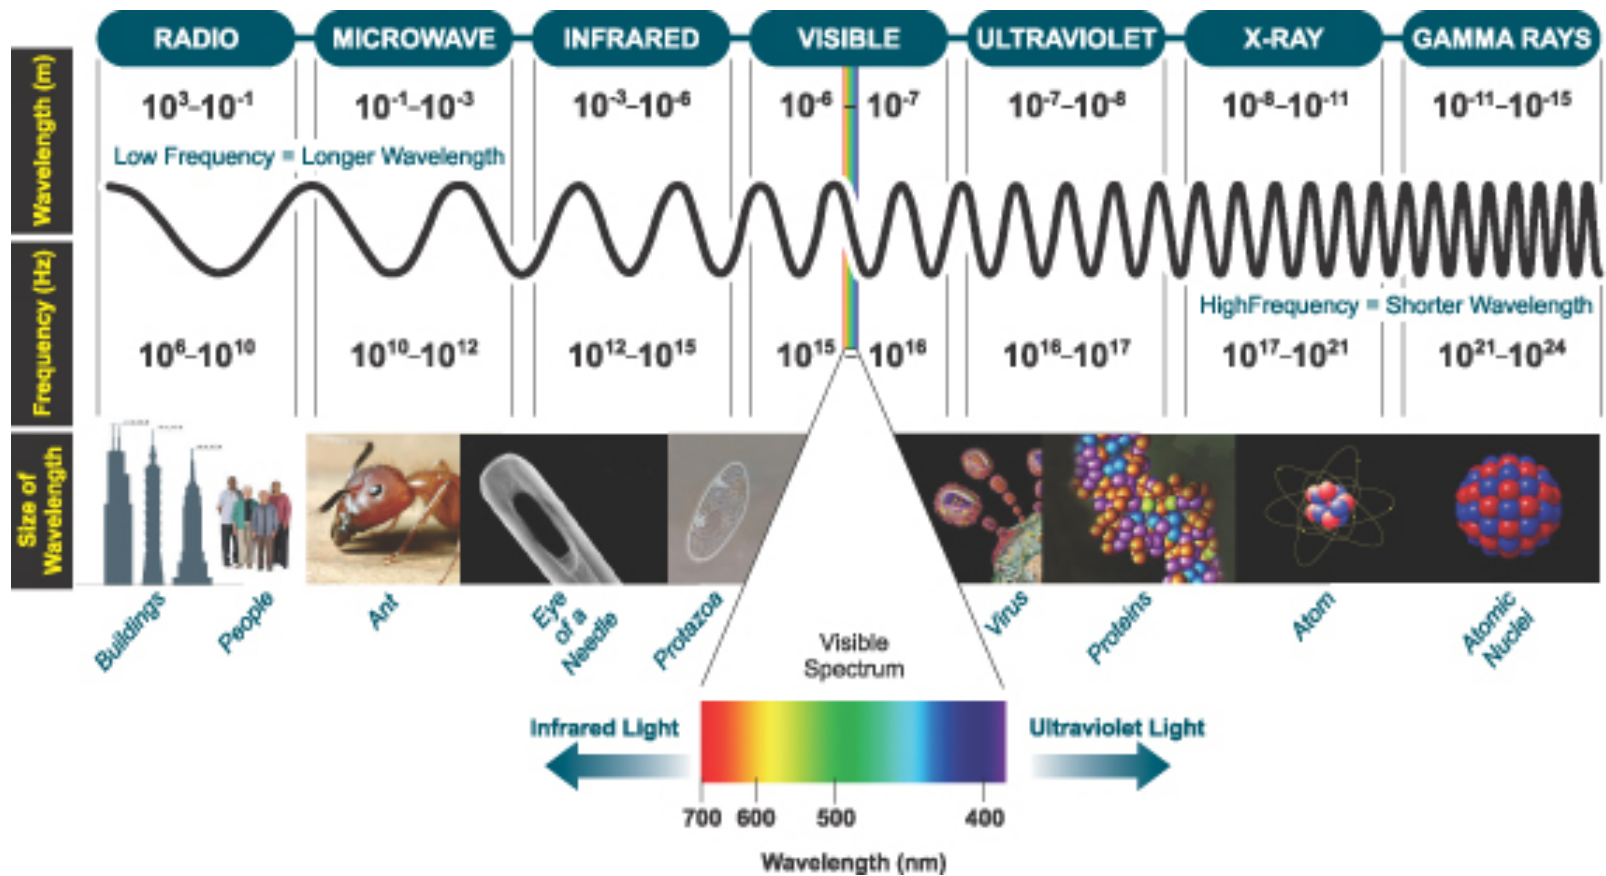 RADIO
MICROWAVE
INFRARED
VISIBLE
ULTRAVIOLET
X-RAY
GAMMA RAYS
Wavelength (m)
10³–10⁻¹
10⁻¹–10⁻³
10⁻³–10⁻⁶
10⁻⁶ – 10⁻⁷
10⁻⁷–10⁻⁸
10⁻⁸–10⁻¹¹
10⁻¹¹–10⁻¹⁵
Low Frequency = Longer Wavelength
Frequency (Hz)
HighFrequency = Shorter Wavelength
10⁶–10¹⁰
10¹⁰–10¹²
10¹²–10¹⁵
10¹⁵ – 10¹⁶
10¹⁶–10¹⁷
10¹⁷–10²¹
10²¹–10²⁴
Size of
Wavelength
Buildings
People
Ant
Eye
of a
Needle
Protazoa
Virus
Proteins
Atom
Atomic
Nuclei
Visible
Spectrum
Infrared Light
Ultraviolet Light
700 600 500 400
Wavelength (nm)